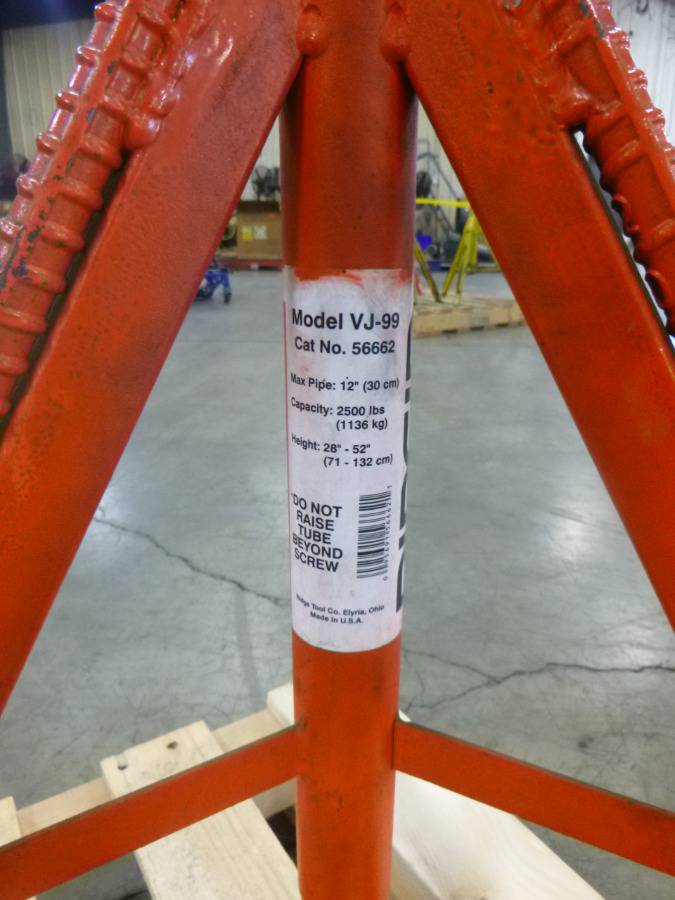 Model VJ-99
Cat No. 56662
Max Pipe: 12" (30 cm)
Capacity: 2500 lbs
(1136 kg)
Height: 28" - 52"
(71 - 132 cm)
*DO NOT
RAISE
TUBE
BEYOND
SCREW
Ridge Tool Co. Elyria, Ohio
Made in U.S.A.